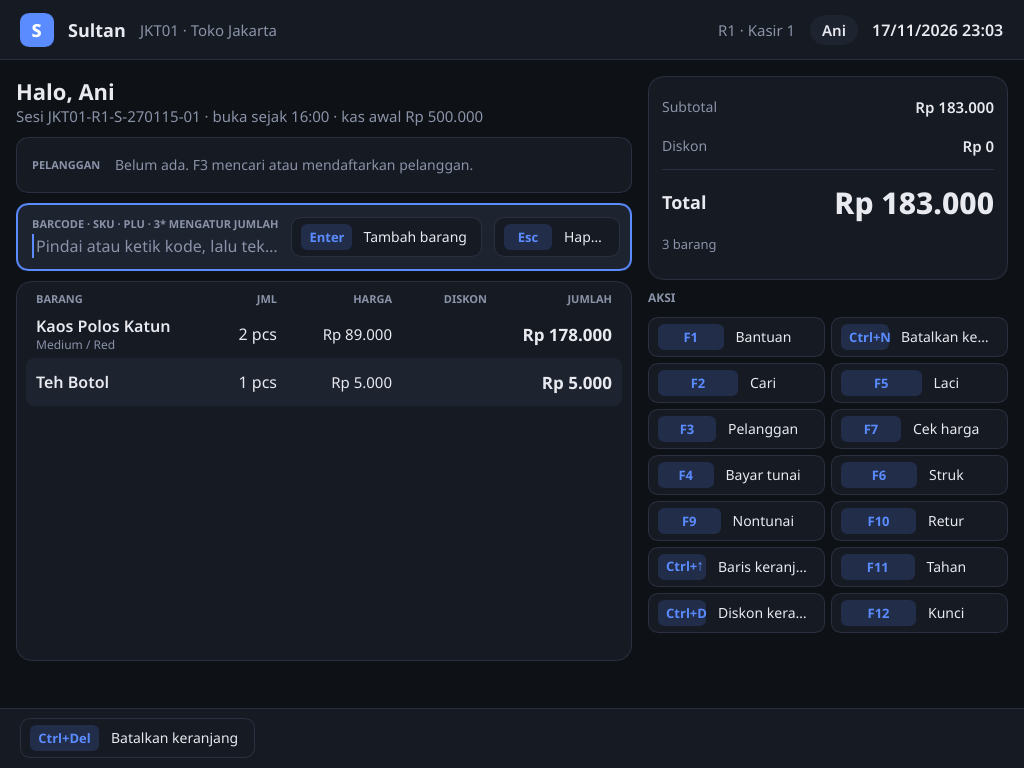 S Sultan JKT01 · Toko Jakarta R1 · Kasir 1 Ani 17/11/2026 23:03
Halo, Ani
Sesi JKT01-R1-S-270115-01 · buka sejak 16:00 · kas awal Rp 500.000
PELANGGAN Belum ada. F3 mencari atau mendaftarkan pelanggan.
BARCODE · SKU · PLU · 3* MENGATUR JUMLAH
Pindai atau ketik kode, lalu tek...
Enter Tambah barang Esc Hap...
BARANG JML HARGA DISKON JUMLAH
Kaos Polos Katun 2 pcs Rp 89.000 Rp 178.000
Medium / Red
Teh Botol 1 pcs Rp 5.000 Rp 5.000
Subtotal Rp 183.000
Diskon Rp 0
Total Rp 183.000
3 barang
AKSI
F1 Bantuan Ctrl+N Batalkan ke...
F2 Cari F5 Laci
F3 Pelanggan F7 Cek harga
F4 Bayar tunai F6 Struk
F9 Nontunai F10 Retur
Ctrl+↑ Baris keranj... F11 Tahan
Ctrl+D Diskon kera... F12 Kunci
Ctrl+Del Batalkan keranjang